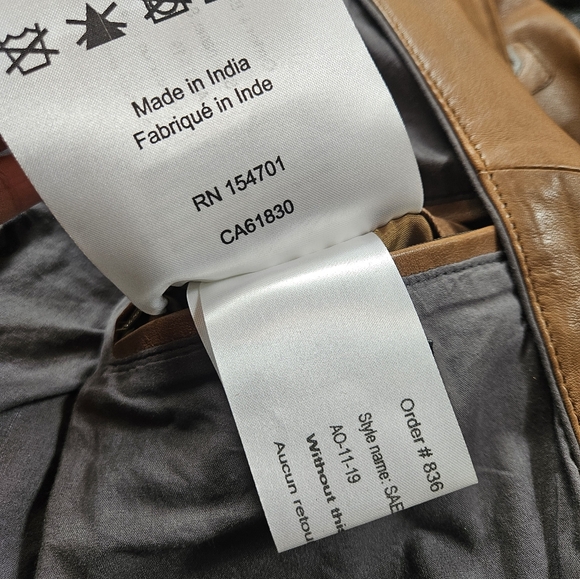 Made in India
Fabriqué in Inde
RN 154701
CA61830
Order # 836
Style name: SAE
AO-11-19
Without thi
Aucun retou